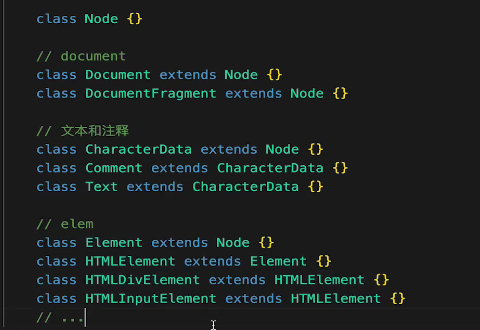 class Node {}
// document
class Document extends Node {}
class DocumentFragment extends Node {}
// 文本和注释
class CharacterData extends Node {}
class Comment extends CharacterData {}
class Text extends CharacterData {}
// elem
class Element extends Node {}
class HTMLElement extends Element {}
class HTMLDivElement extends HTMLElement {}
class HTMLInputElement extends HTMLElement {}
// ...